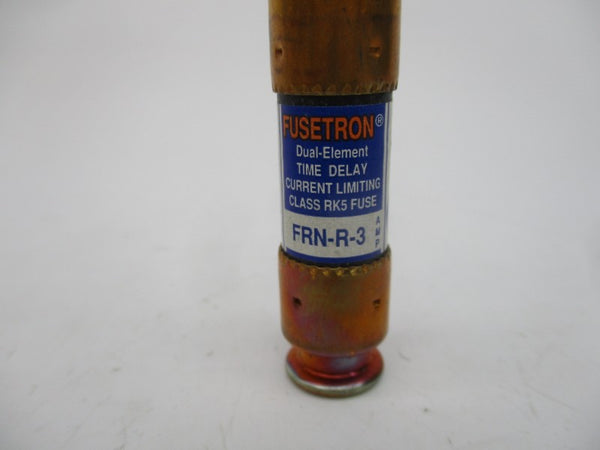 FUSETRON®
Dual-Element
TIME DELAY
CURRENT LIMITING
CLASS RK5 FUSE
FRN-R-3 AMP